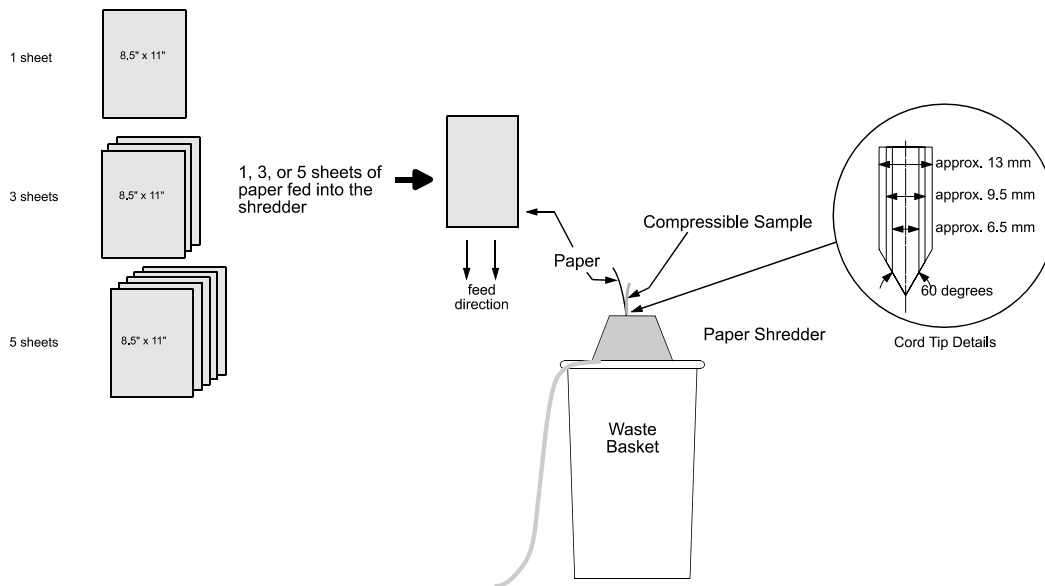 1 sheet
8.5" x 11"
3 sheets
8.5" x 11"
5 sheets
8.5" x 11"
1, 3, or 5 sheets of
paper fed into the
shredder
feed
direction
Paper
Compressible Sample
Paper Shredder
Waste
Basket
approx. 13 mm
approx. 9.5 mm
approx. 6.5 mm
60 degrees
Cord Tip Details